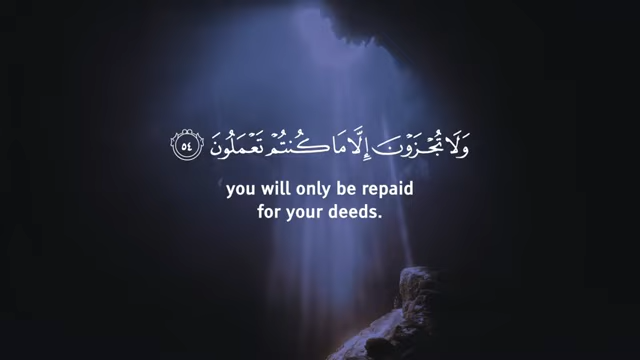 وَلَا تُجْزَوْنَ إِلَّا مَا كُنتُمْ تَعْمَلُونَ ٥٤
you will only be repaid
for your deeds.